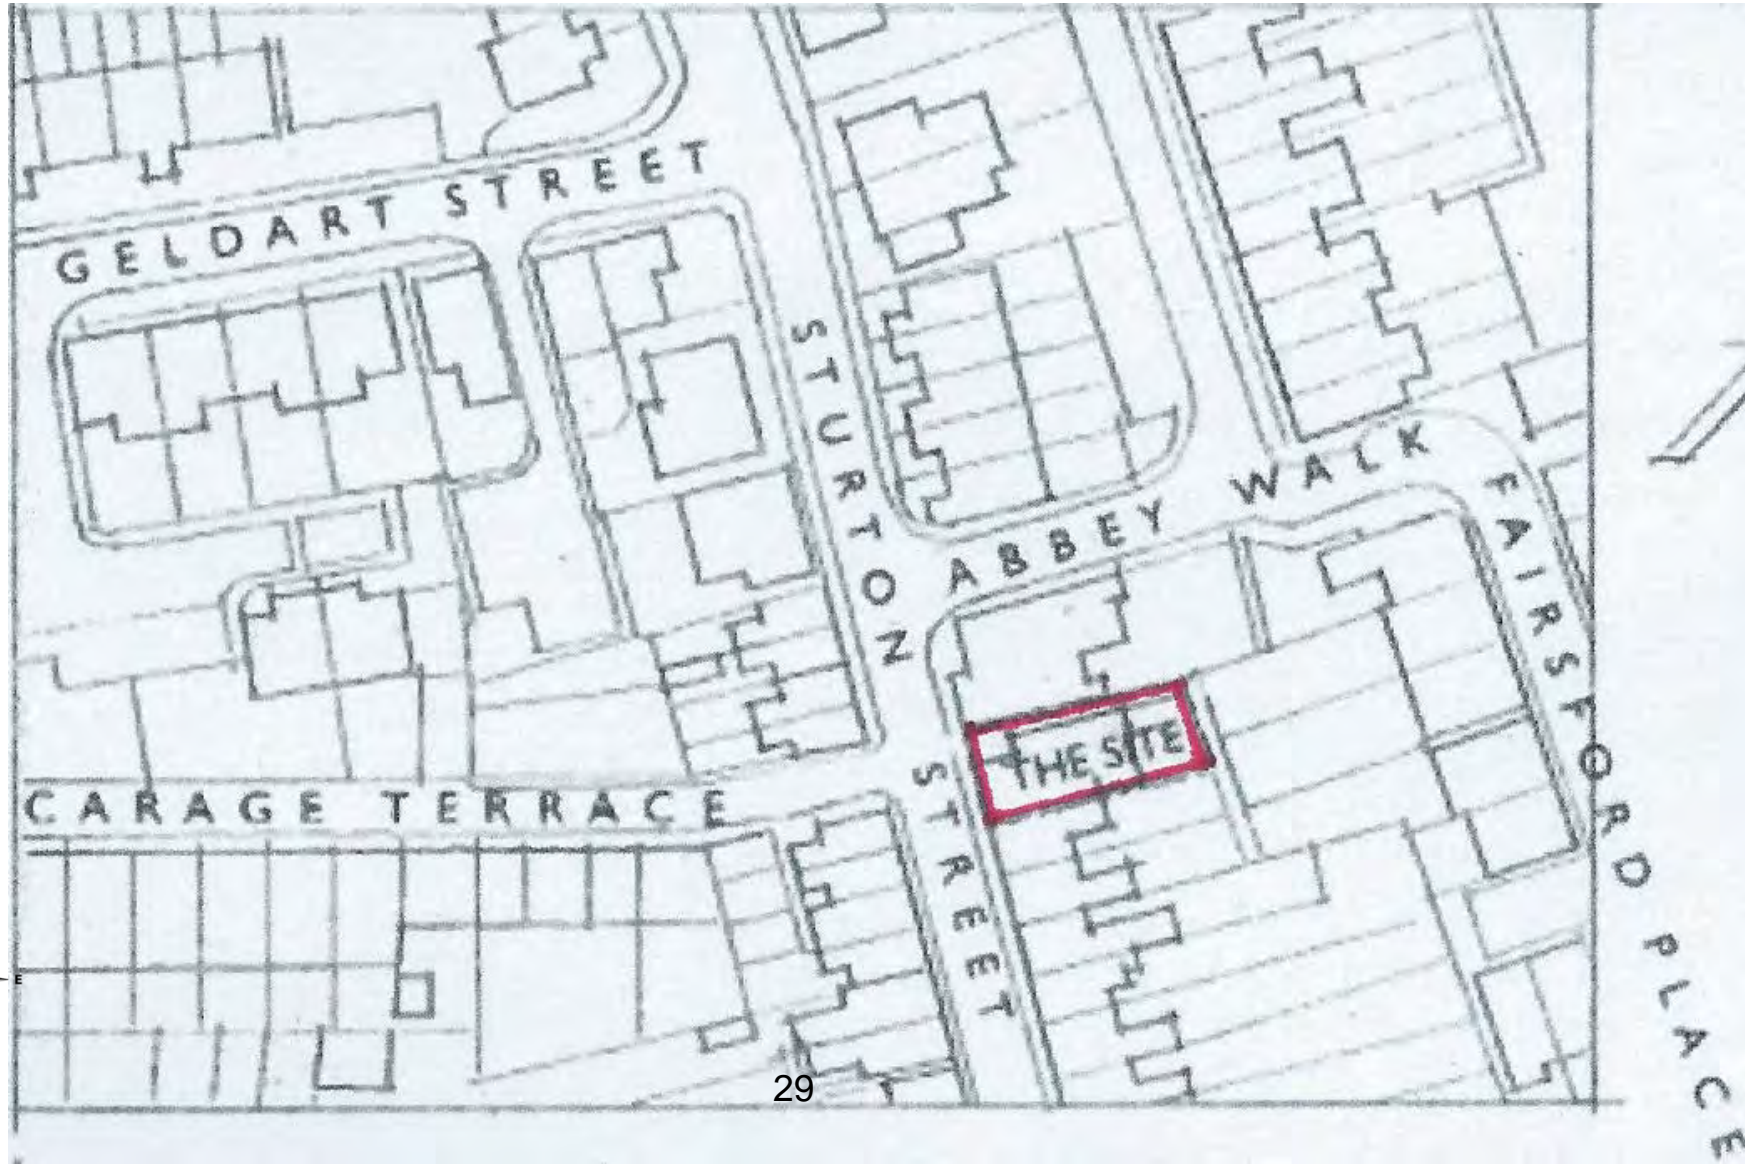 GELDART STREET
STURTON STREET
ABBEY WALK
FAIRSFORD PLACE
THE SITE
CARAGE TERRACE
E
29